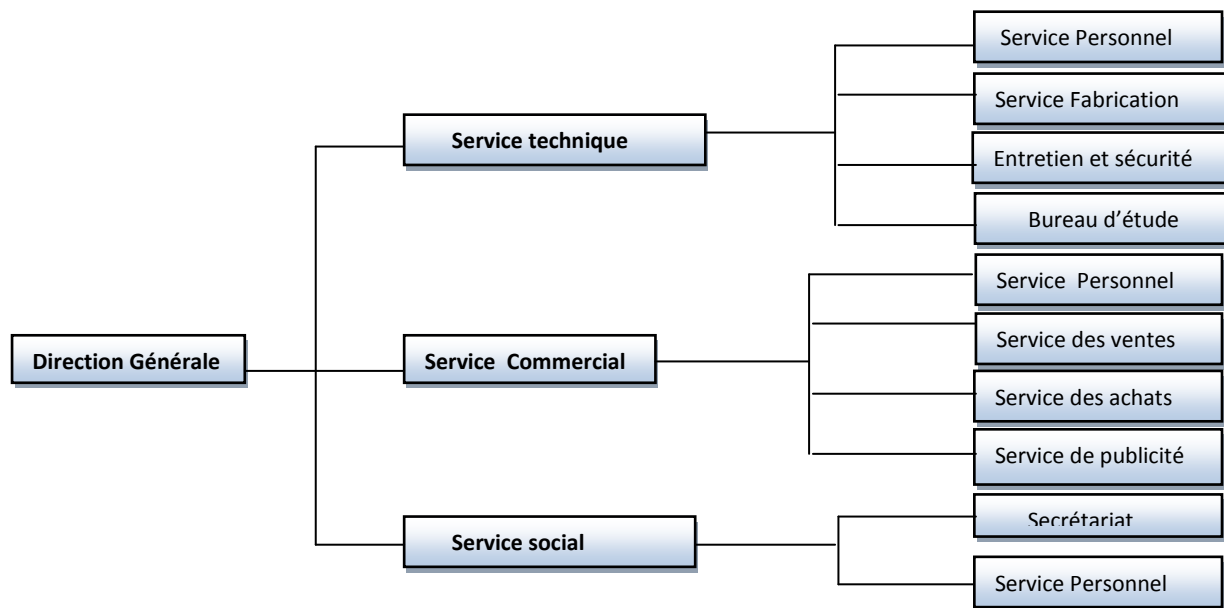 Service Personnel
Service Fabrication
Service technique
Entretien et sécurité
Bureau d’étude
Service Personnel
Direction Générale
Service Commercial
Service des ventes
Service des achats
Service de publicité
Service social
Secrétariat
Service Personnel